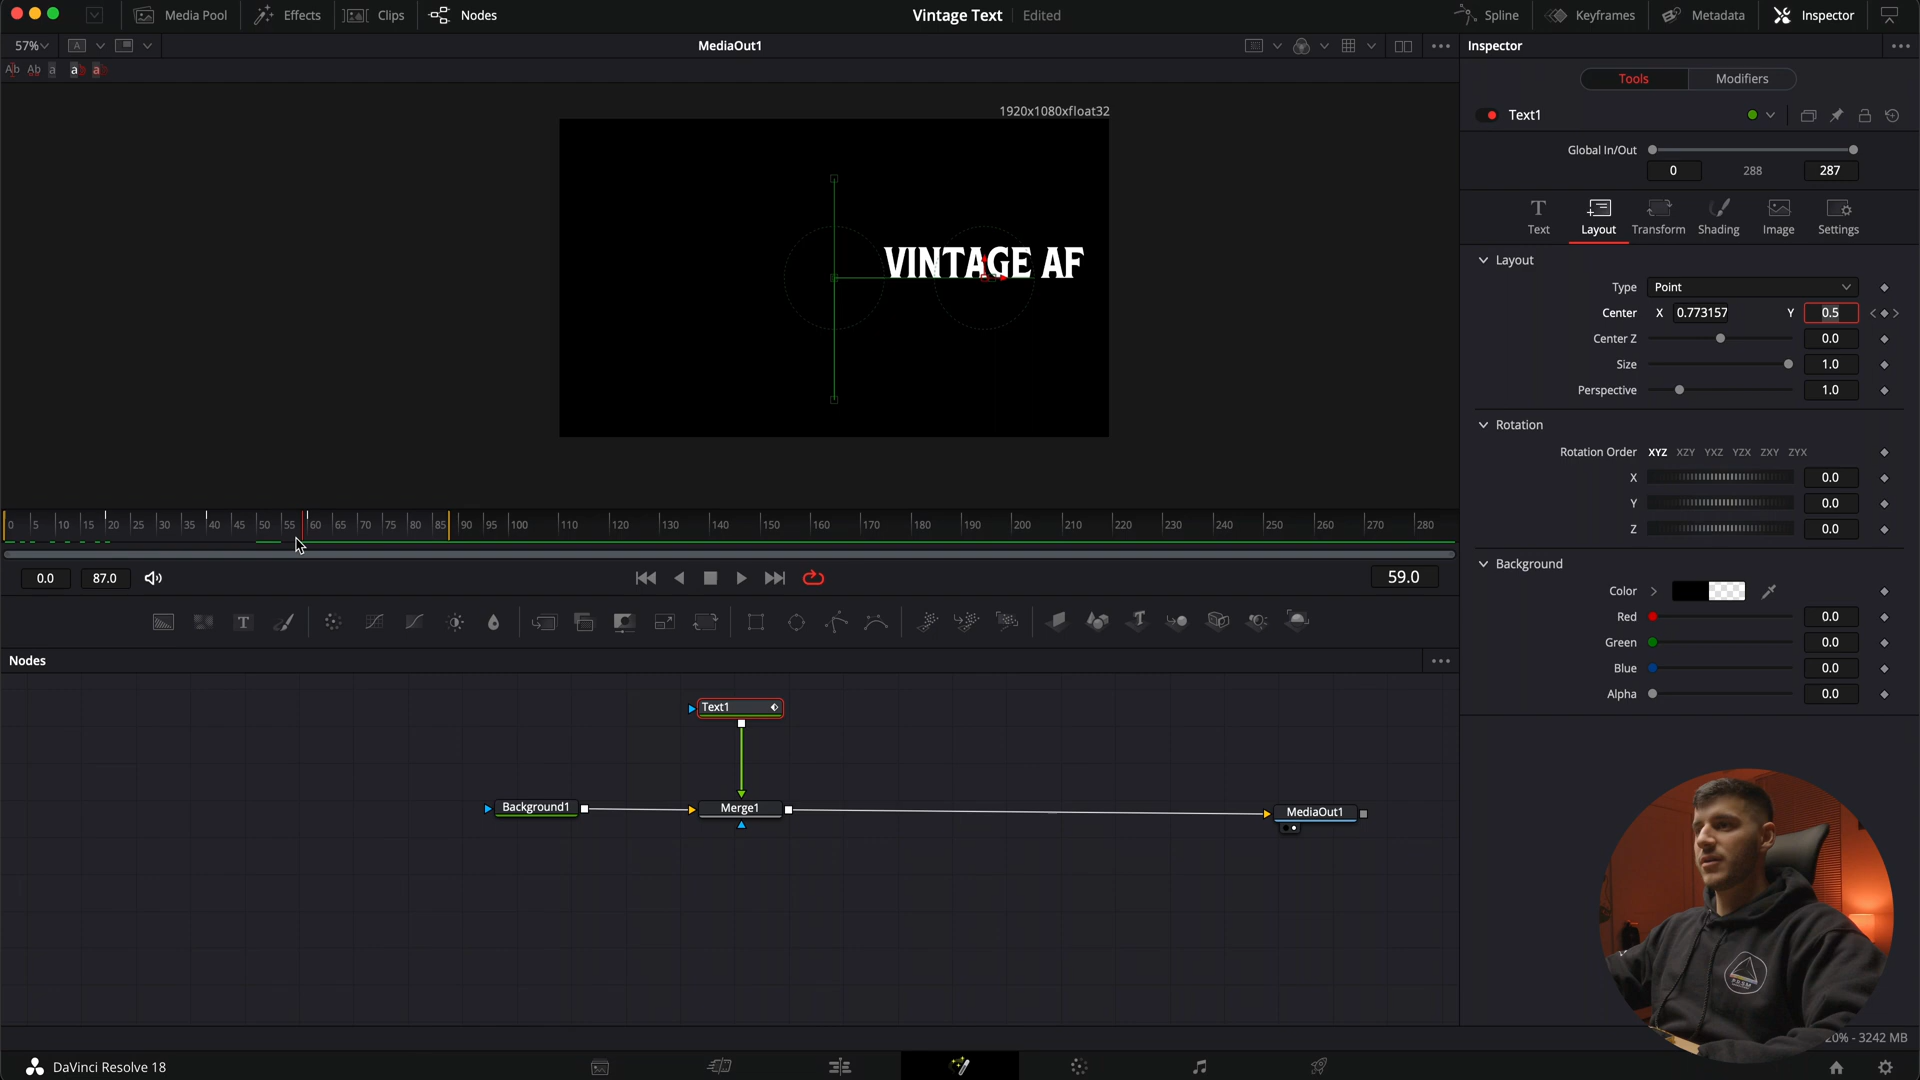 Media Pool Effects Clips Nodes Vintage Text Edited Spline Keyframes Metadata Inspector
57% A MediaOut1 Inspector
Ab Ab a a a
Tools Modifiers
1920x1080xfloat32
Text1
Global In/Out
0 288 287
Text Layout Transform Shading Image Settings
VINTAGE AF
Layout
Type Point
Center X 0.773157 Y 0.5
Center Z 0.0
Size 1.0
Perspective 1.0
Rotation
Rotation Order XYZ XZY YXZ YZX ZXY ZYX
X 0.0
Y 0.0
Z 0.0
0 5 10 15 20 25 30 35 40 45 50 55 60 65 70 75 80 85 90 95 100 110 120 130 140 150 160 170 180 190 200 210 220 230 240 250 260 270 280
Background
0.0 87.0 59.0
Color
Red 0.0
Green 0.0
Blue 0.0
Alpha 0.0
T T
Nodes
Text1
Background1 Merge1 MediaOut1
PRSM
20% - 3242 MB
DaVinci Resolve 18